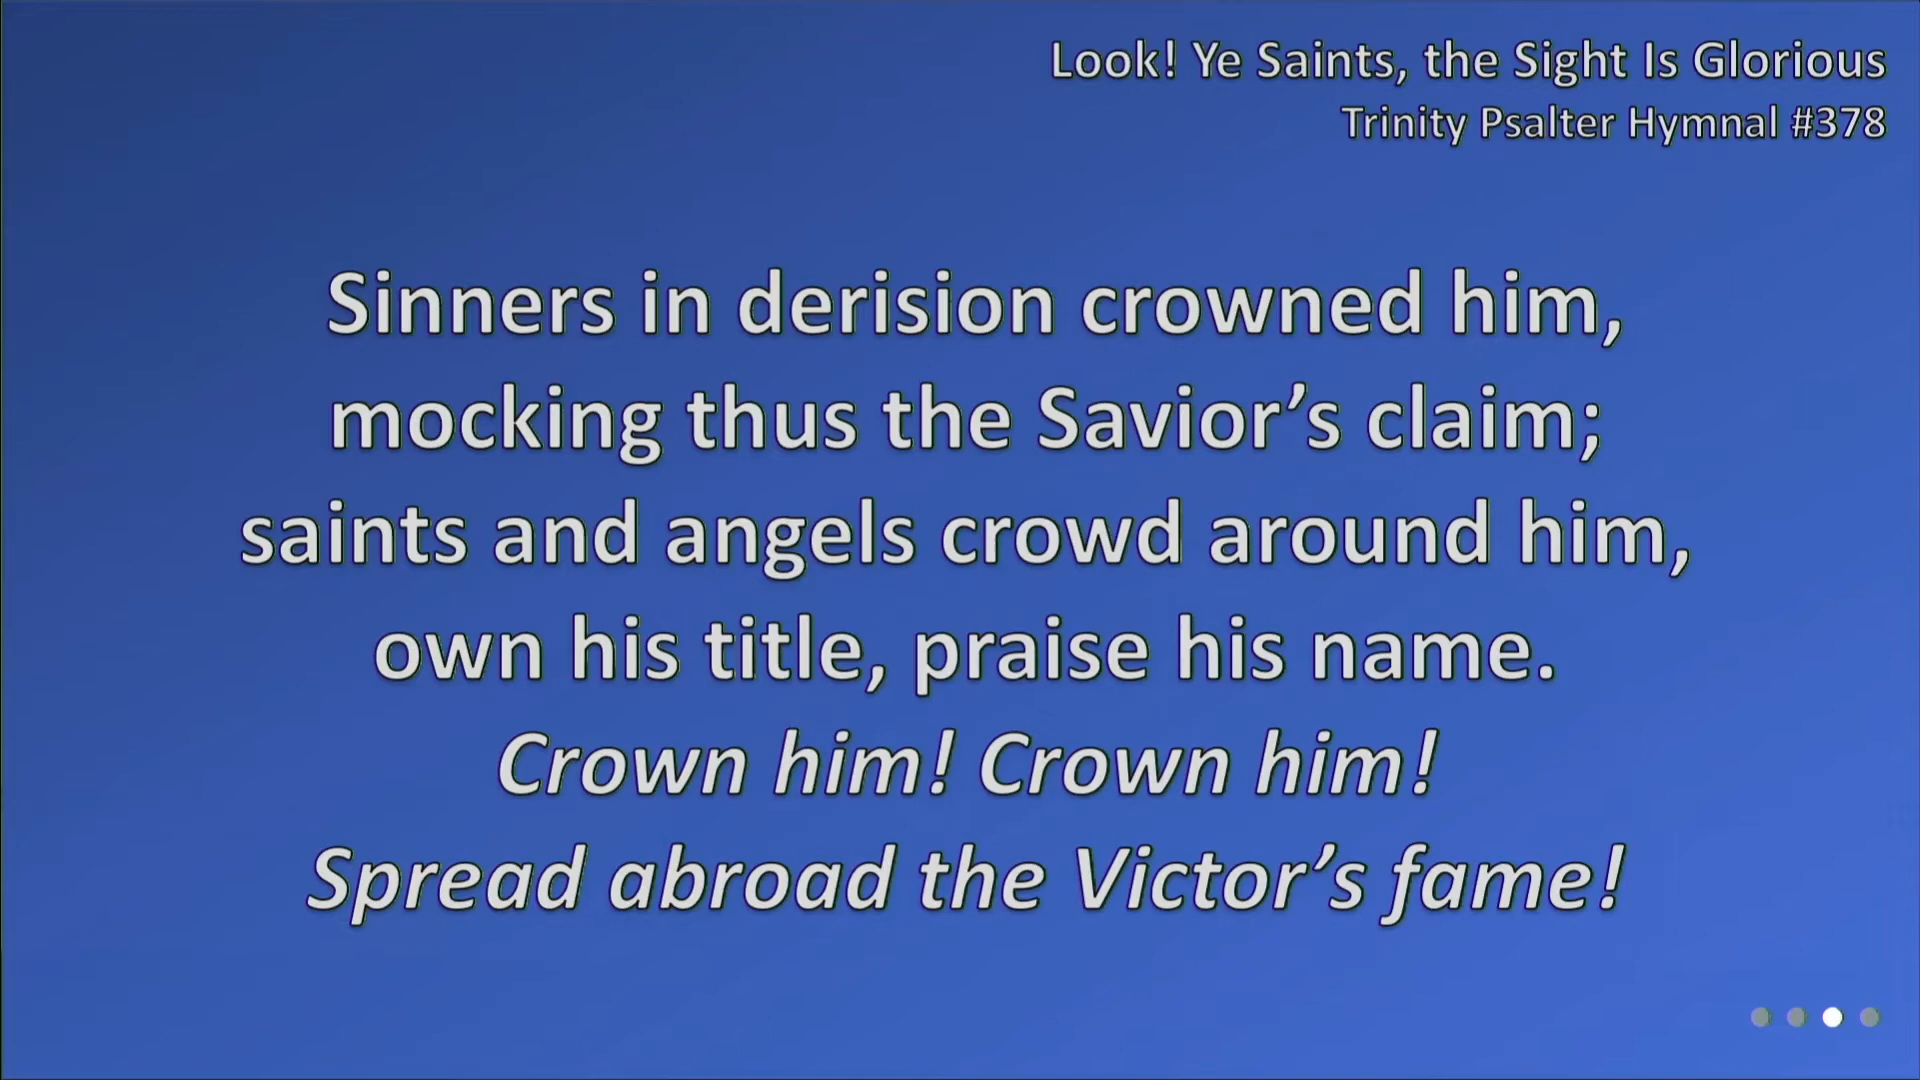 Look! Ye Saints, the Sight Is Glorious
Trinity Psalter Hymnal #378
Sinners in derision crowned him,
mocking thus the Savior’s claim;
saints and angels crowd around him,
own his title, praise his name.
Crown him! Crown him!
Spread abroad the Victor’s fame!